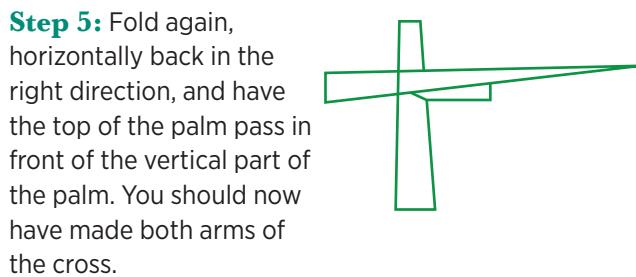 Step 5: Fold again,
horizontally back in the
right direction, and have
the top of the palm pass in
front of the vertical part of
the palm. You should now
have made both arms of
the cross.